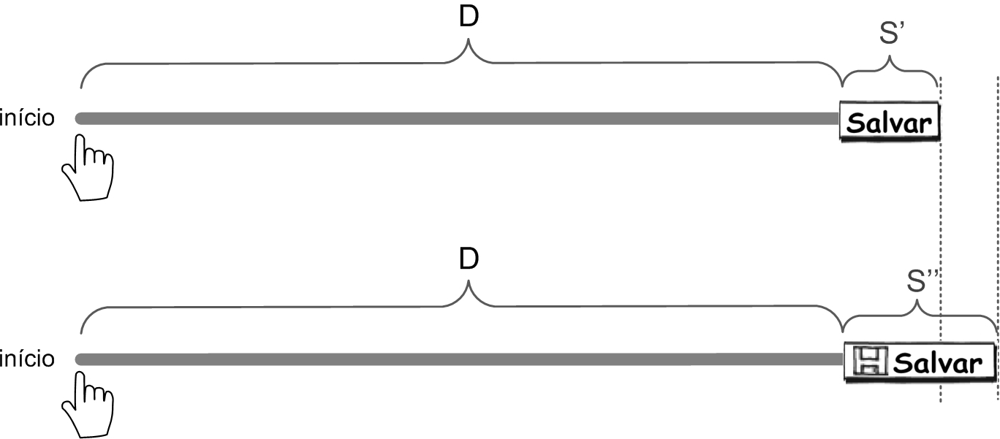 D
S’
início
Salvar
D
S’’
início
Salvar